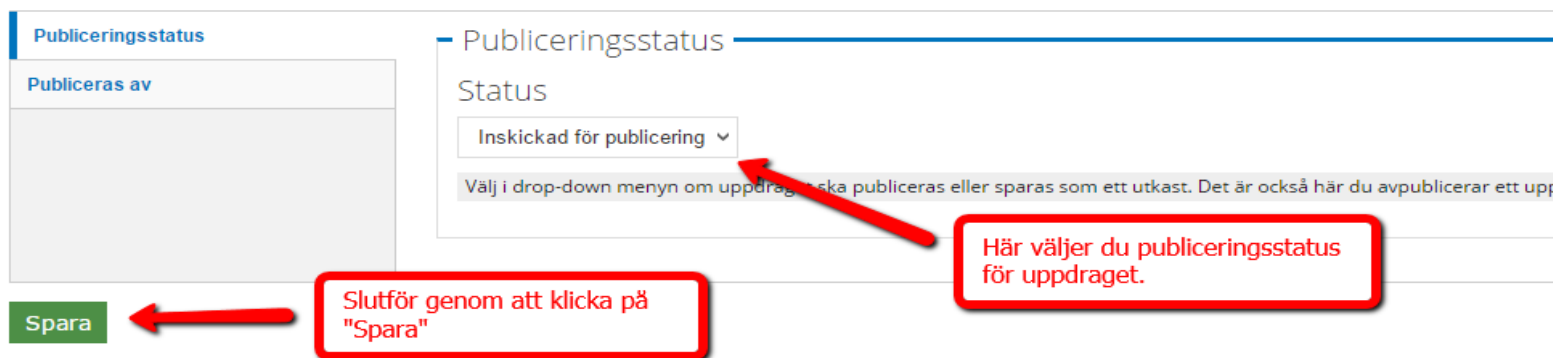 Publiceringsstatus
Publiceras av
Publiceringsstatus
Status
Inskickad för publicering
Välj i drop-down menyn om uppdraget ska publiceras eller sparas som ett utkast. Det är också här du avpublicerar ett upp
Här väljer du publiceringsstatus
för uppdraget.
Slutför genom att klicka på
"Spara"
Spara